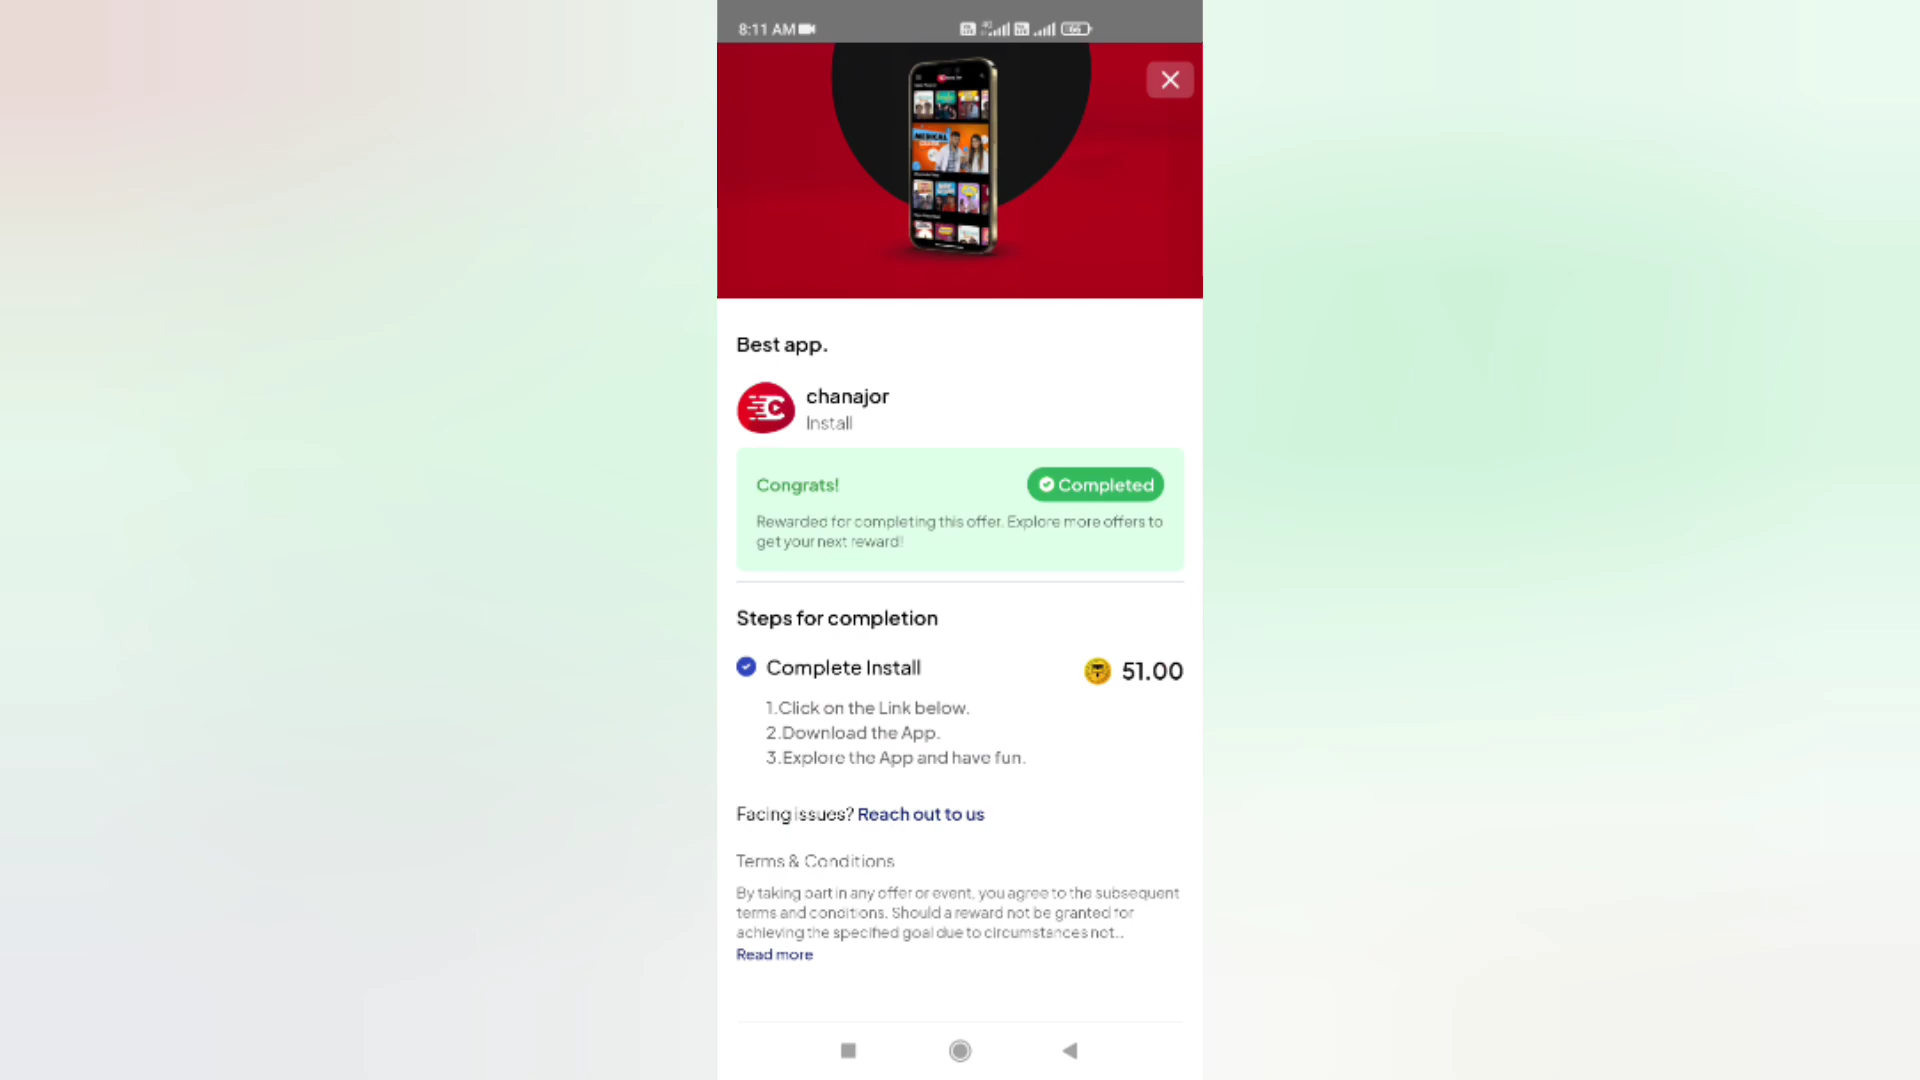 8:11 AM
4G
66
MEDICAL
Best app.
chanajor
Install
Congrats!
Completed
Rewarded for completing this offer. Explore more offers to
get your next reward!
Steps for completion
Complete Install
51.00
1.Click on the Link below.
2.Download the App.
3.Explore the App and have fun.
Facing issues? Reach out to us
Terms & Conditions
By taking part in any offer or event, you agree to the subsequent
terms and conditions. Should a reward not be granted for
achieving the specified goal due to circumstances not..
Read more